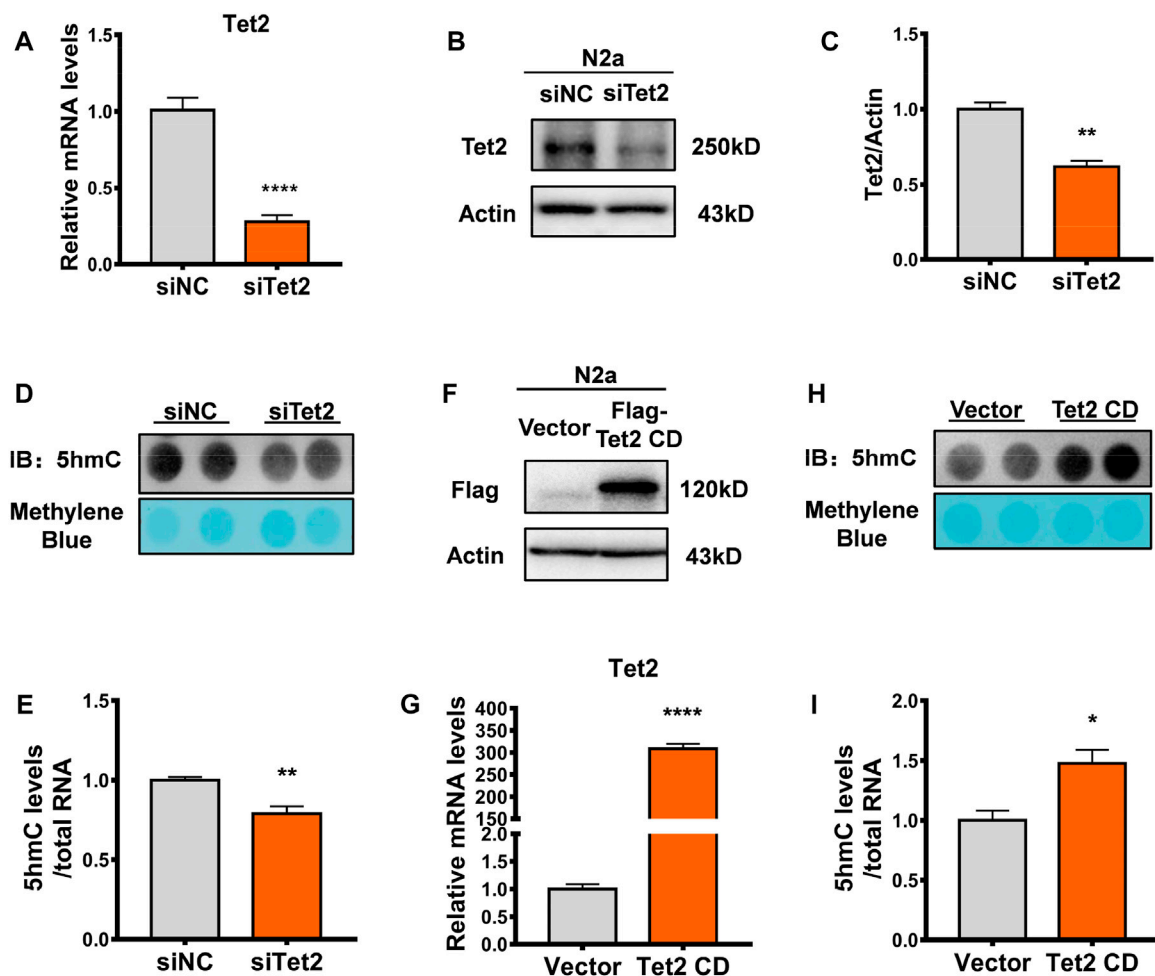 A
Tet2
Relative mRNA levels
1.5
1.0
0.5
0.0
****
siNC siTet2
B
N2a
siNC siTet2
Tet2 250kD
Actin 43kD
C
Tet2/Actin
1.5
1.0
0.5
0.0
**
siNC siTet2
D
siNC siTet2
IB: 5hmC
Methylene
Blue
F
N2a
Vector Flag-
Tet2 CD
Flag 120kD
Actin 43kD
H
Vector Tet2 CD
IB: 5hmC
Methylene
Blue
E
5hmC levels
/total RNA
1.5
1.0
0.5
0.0
**
siNC siTet2
G
Tet2
Relative mRNA levels
400
350
300
250
200
150
2.0
1.5
1.0
0.5
0.0
****
Vector Tet2 CD
I
5hmC levels
/total RNA
2.0
1.5
1.0
0.5
0.0
*
Vector Tet2 CD